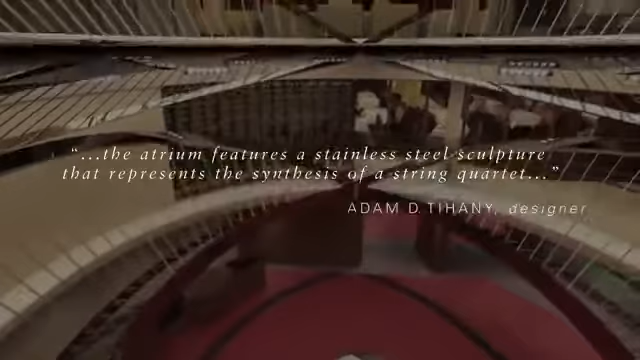 “...the atrium features a stainless steel sculpture
that represents the synthesis of a string quartet...”
ADAM D. TIHANY, designer